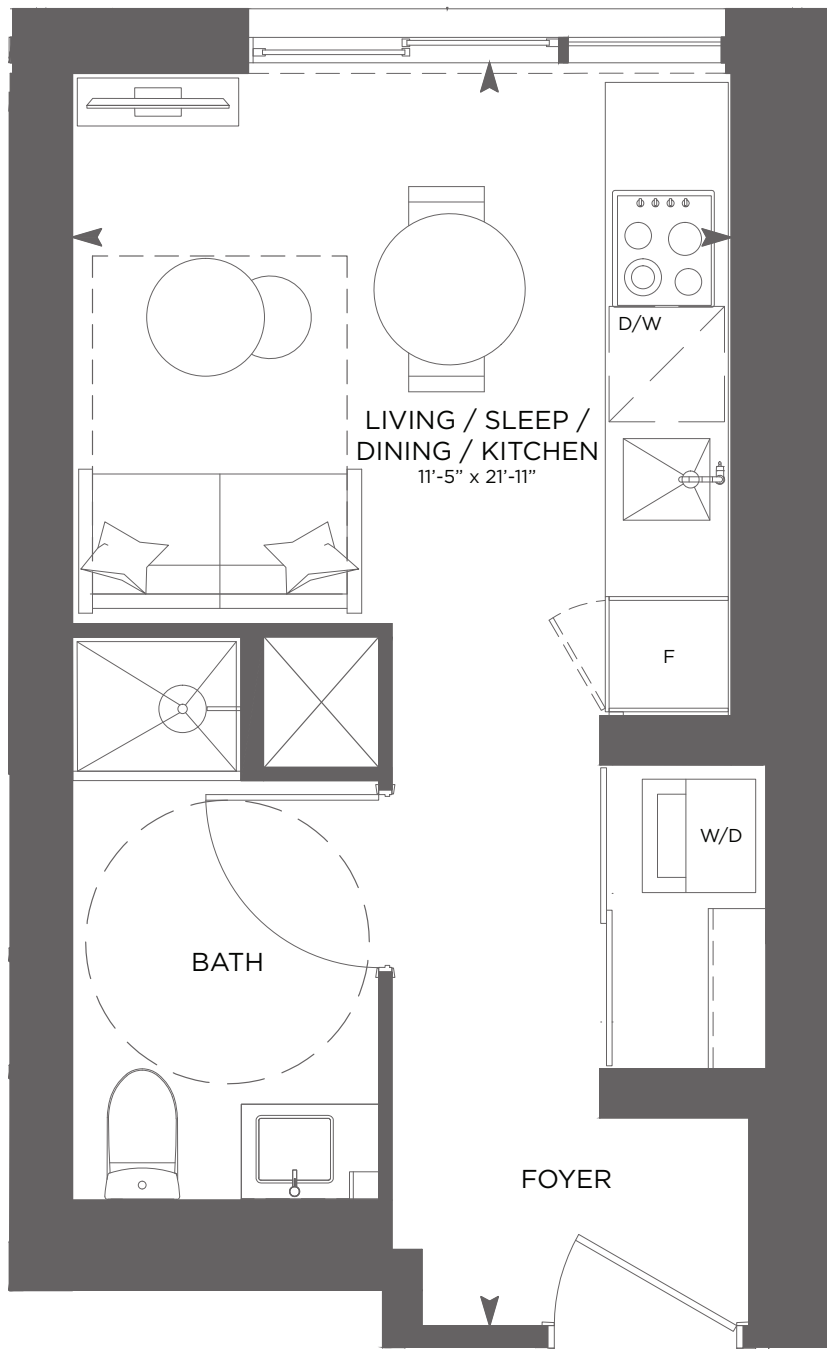 D/W
LIVING / SLEEP /
DINING / KITCHEN
11’-5” x 21’-11”
F
W/D
BATH
FOYER